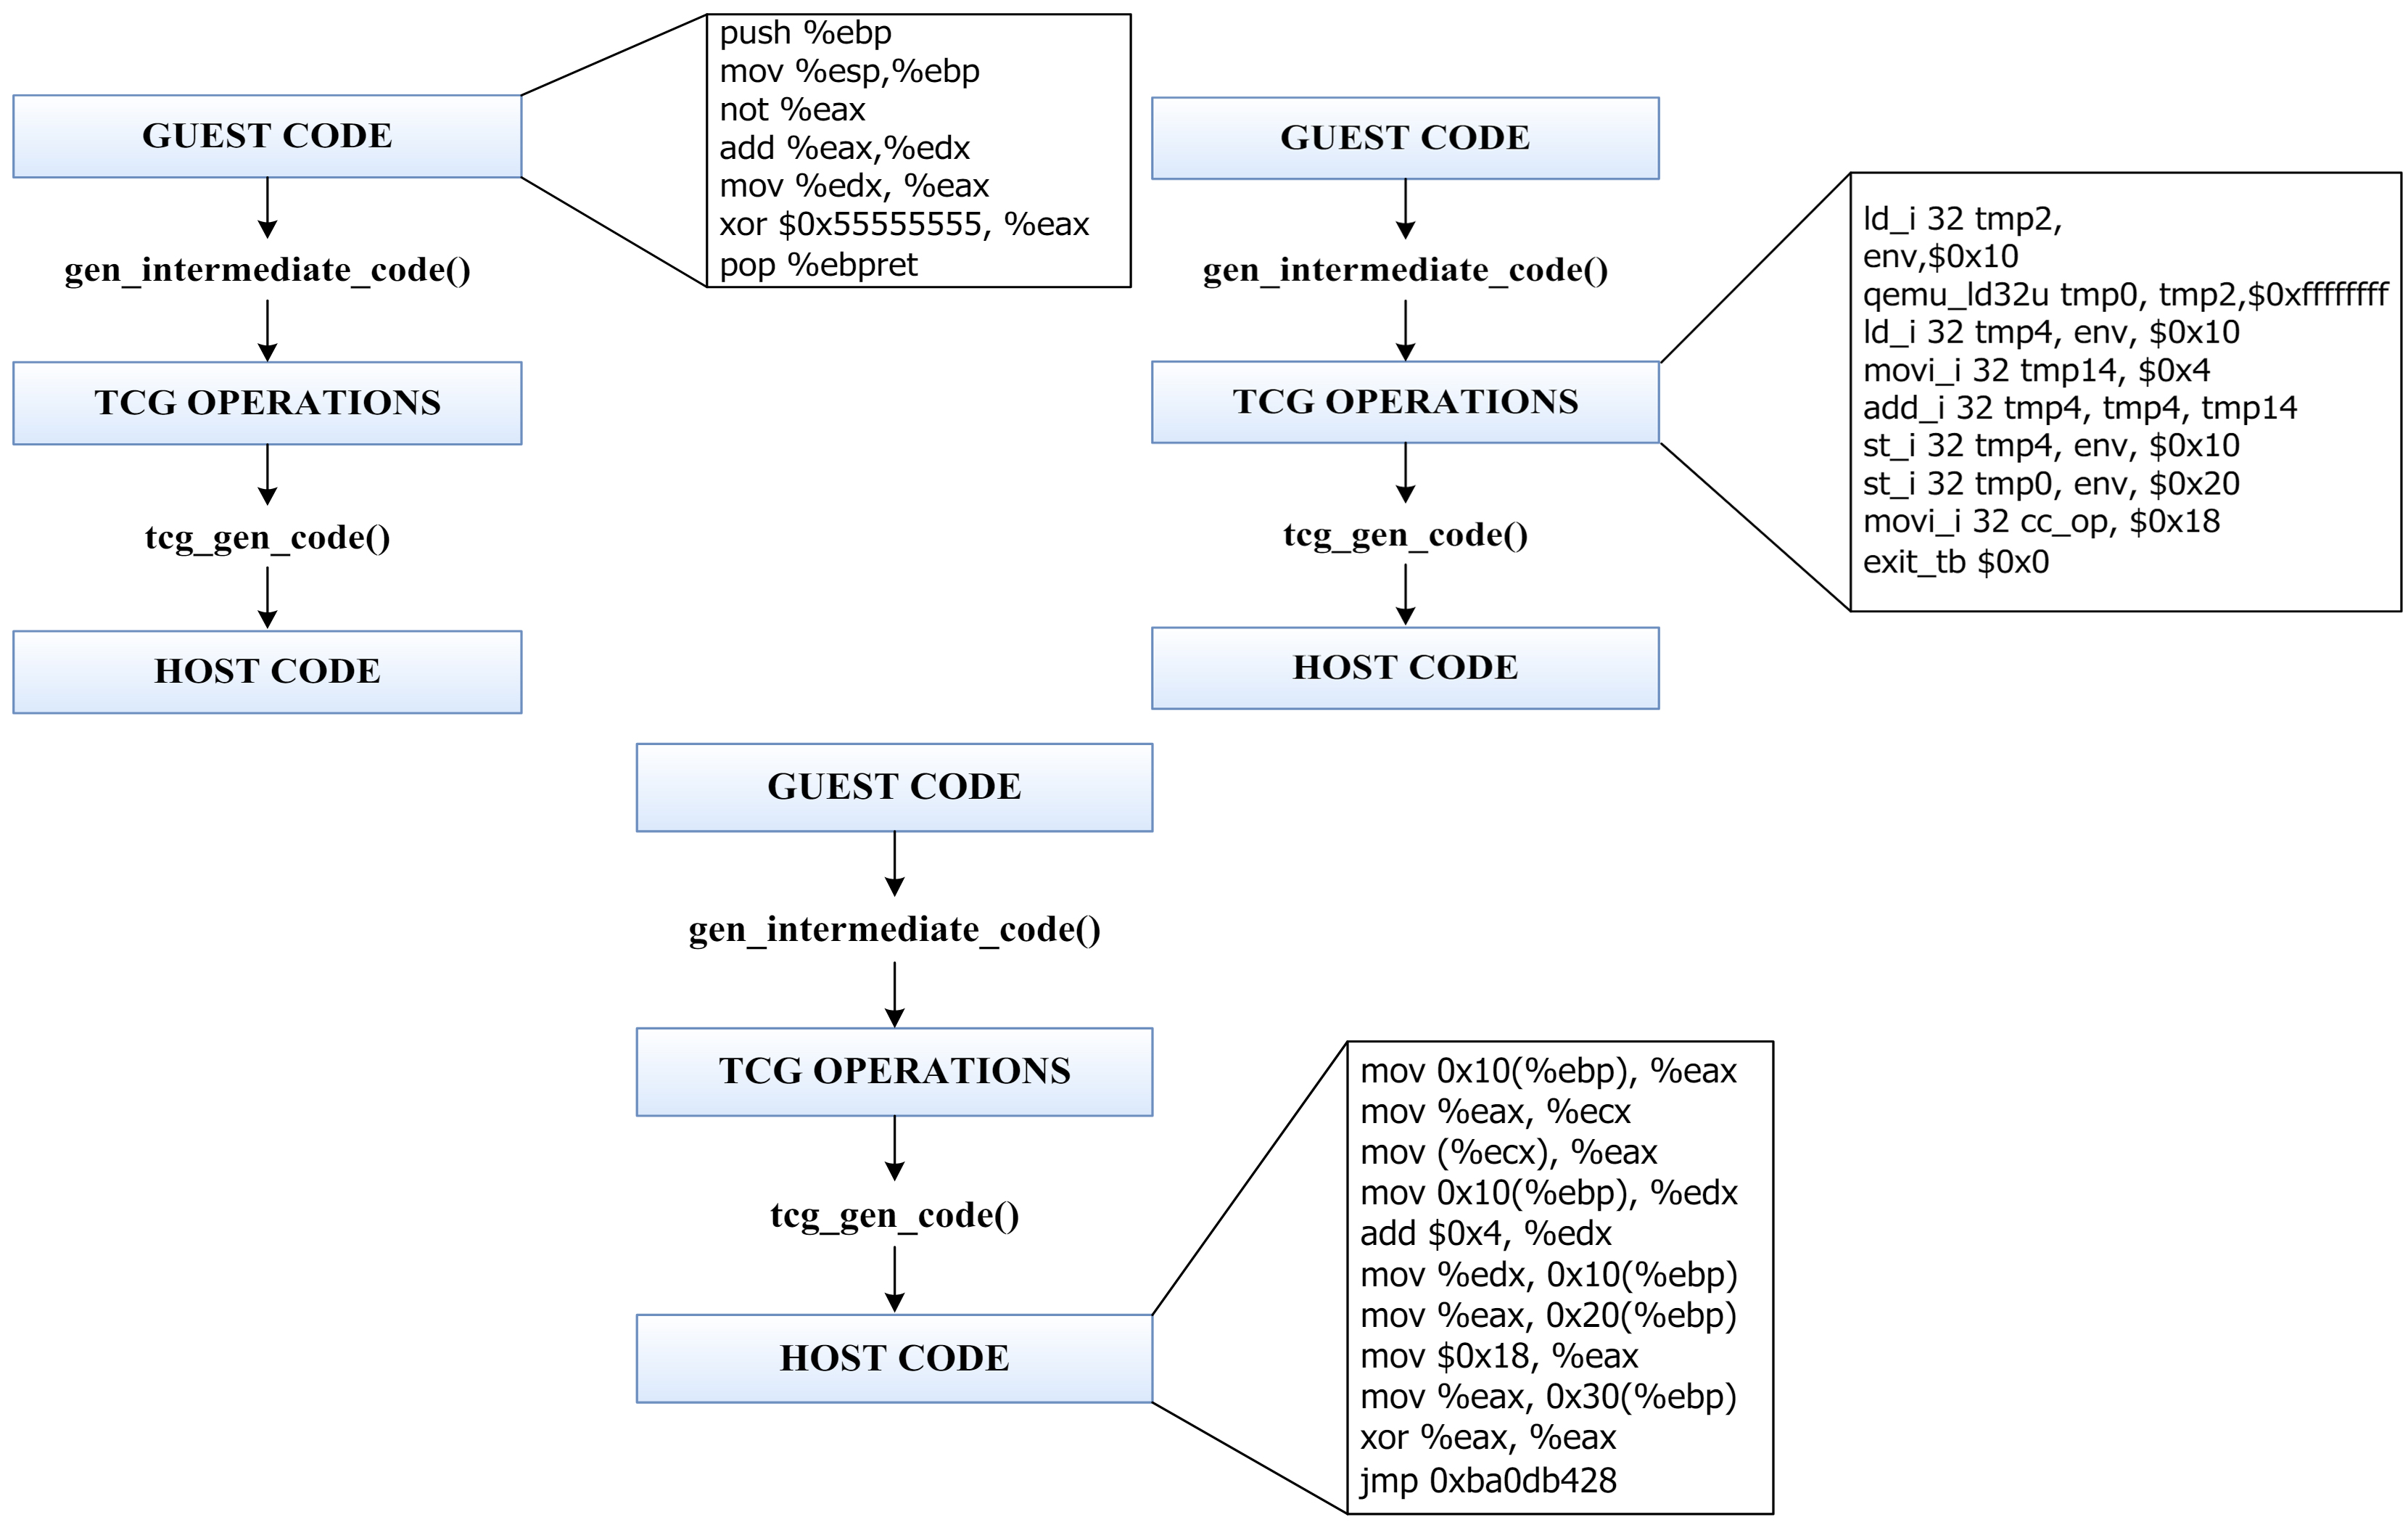 GUEST CODE
gen_intermediate_code()
TCG OPERATIONS
tcg_gen_code()
HOST CODE
push %ebp
mov %esp,%ebp
not %eax
add %eax,%edx
mov %edx, %eax
xor $0x55555555, %eax
pop %ebpret
GUEST CODE
gen_intermediate_code()
TCG OPERATIONS
tcg_gen_code()
HOST CODE
ld_i 32 tmp2,
env,$0x10
qemu_ld32u tmp0, tmp2,$0xffffffff
ld_i 32 tmp4, env, $0x10
movi_i 32 tmp14, $0x4
add_i 32 tmp4, tmp4, tmp14
st_i 32 tmp4, env, $0x10
st_i 32 tmp0, env, $0x20
movi_i 32 cc_op, $0x18
exit_tb $0x0
GUEST CODE
gen_intermediate_code()
TCG OPERATIONS
tcg_gen_code()
HOST CODE
mov 0x10(%ebp), %eax
mov %eax, %ecx
mov (%ecx), %eax
mov 0x10(%ebp), %edx
add $0x4, %edx
mov %edx, 0x10(%ebp)
mov %eax, 0x20(%ebp)
mov $0x18, %eax
mov %eax, 0x30(%ebp)
xor %eax, %eax
jmp 0xba0db428